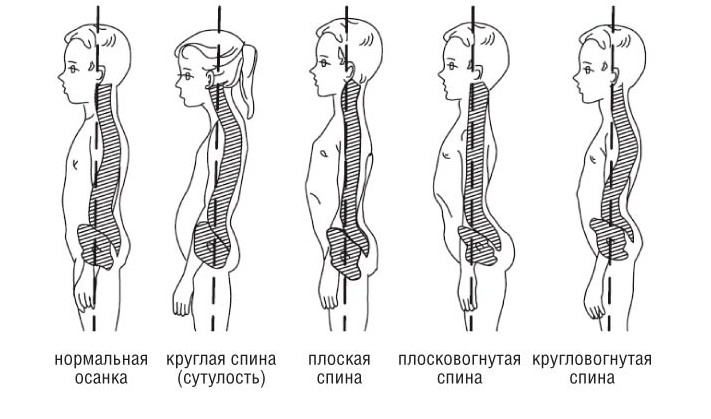 нормальная
осанка
круглая спина
(сутулость)
плоская
спина
плосковогнутая
спина
кругловогнутая
спина